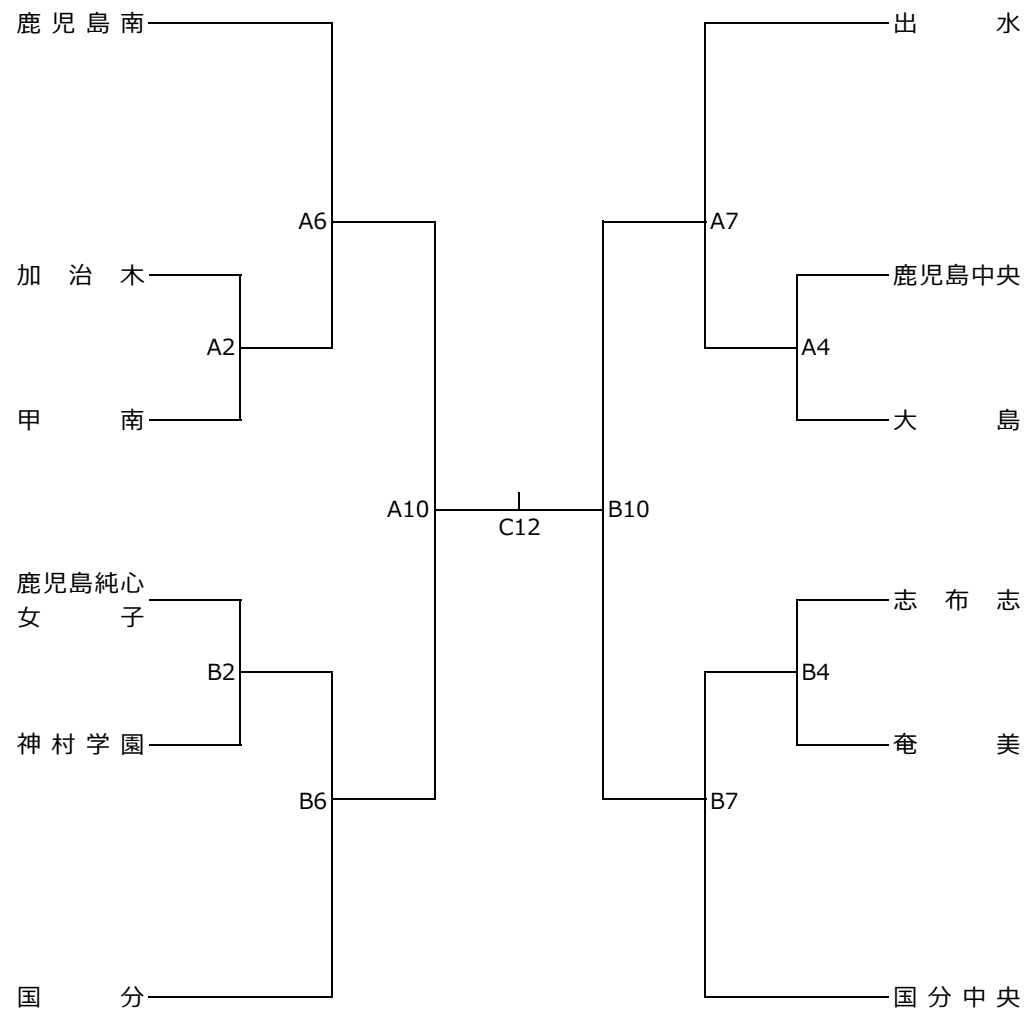 鹿児島南
出水
A6
A7
加治木
鹿児島中央
A2
A4
甲南
大島
A10
B10
C12
鹿児島純心
女子
志布志
B2
B4
神村学園
奄美
B6
B7
国分
国分中央